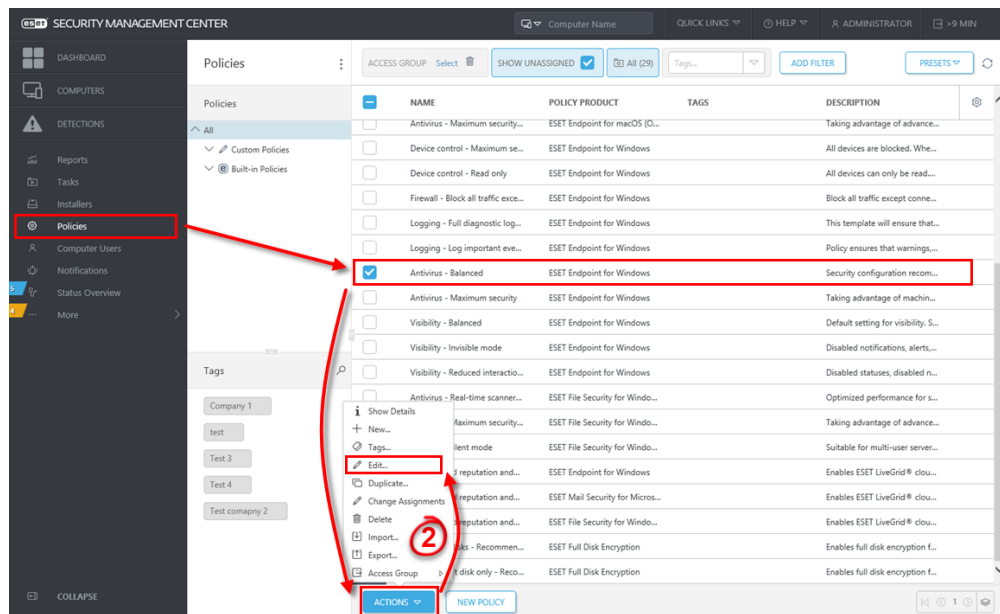 eset SECURITY MANAGEMENT CENTER
Computer Name
QUICK LINKS
HELP
ADMINISTRATOR
>9 MIN
DASHBOARD
COMPUTERS
DETECTIONS
Reports
Tasks
Installers
Policies
Computer Users
Notifications
Status Overview
More
COLLAPSE
Policies
ACCESS GROUP Select
SHOW UNASSIGNED
All (29)
Tags...
ADD FILTER
PRESETS
Policies
All
Custom Policies
Built-in Policies
Tags
Company 1
test
Test 3
Test 4
Test comapny 2
NAME POLICY PRODUCT TAGS DESCRIPTION
Antivirus - Maximum security... ESET Endpoint for macOS (O... Taking advantage of advance...
Device control - Maximum se... ESET Endpoint for Windows All devices are blocked. Whe...
Device control - Read only ESET Endpoint for Windows All devices can only be read....
Firewall - Block all traffic exce... ESET Endpoint for Windows Block all traffic except conne...
Logging - Full diagnostic log... ESET Endpoint for Windows This template will ensure that...
Logging - Log important eve... ESET Endpoint for Windows Policy ensures that warnings,...
Antivirus - Balanced ESET Endpoint for Windows Security configuration recom...
Antivirus - Maximum security ESET Endpoint for Windows Taking advantage of machin...
Visibility - Balanced ESET Endpoint for Windows Default setting for visibility. S...
Visibility - Invisible mode ESET Endpoint for Windows Disabled notifications, alerts,...
Visibility - Reduced interactio... ESET Endpoint for Windows Disabled statuses, disabled n...
Antivirus - Real-time scanner... ESET File Security for Windo... Optimized performance for s...
Maximum security... ESET File Security for Windo... Taking advantage of advance...
lent mode ESET File Security for Windo... Suitable for multi-user server...
d reputation and... ESET Endpoint for Windows Enables ESET LiveGrid® clou...
reputation and... ESET Mail Security for Micros... Enables ESET LiveGrid® clou...
reputation and... ESET File Security for Windo... Enables ESET LiveGrid® clou...
sks - Recommen... ESET Full Disk Encryption Enables full disk encryption f...
t disk only - Reco... ESET Full Disk Encryption Enables full disk encryption f...
Show Details
New...
Tags...
Edit...
Duplicate...
Change Assignments
Delete
Import...
Export...
Access Group
2
ACTIONS
NEW POLICY
1